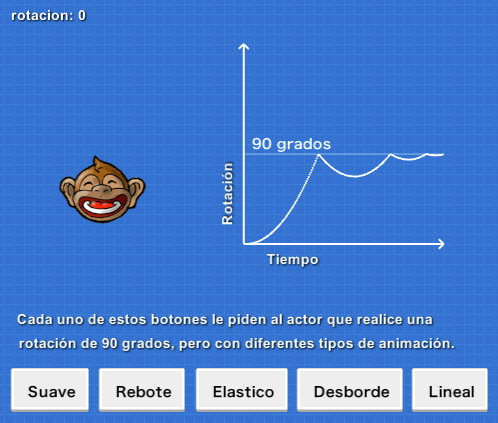 rotacion: 0
90 grados
Rotación
Tiempo
Cada uno de estos botones le piden al actor que realice una
rotación de 90 grados, pero con diferentes tipos de animación.
Suave
Rebote
Elastico
Desborde
Lineal